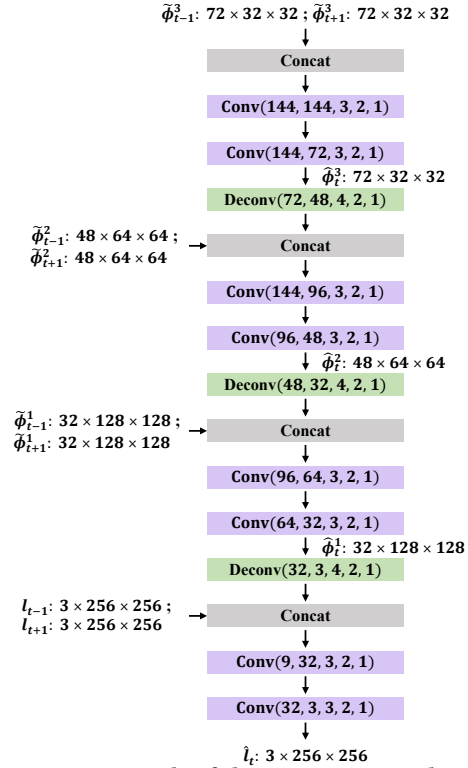 ϕ̃³ₜ₋₁: 72 × 32 × 32 ; ϕ̃³ₜ₊₁: 72 × 32 × 32
Concat
Conv(144, 144, 3, 2, 1)
Conv(144, 72, 3, 2, 1)
ϕ̂³ₜ: 72 × 32 × 32
Deconv(72, 48, 4, 2, 1)
ϕ̃²ₜ₋₁: 48 × 64 × 64 ;
ϕ̃²ₜ₊₁: 48 × 64 × 64
Concat
Conv(144, 96, 3, 2, 1)
Conv(96, 48, 3, 2, 1)
ϕ̂²ₜ: 48 × 64 × 64
Deconv(48, 32, 4, 2, 1)
ϕ̃¹ₜ₋₁: 32 × 128 × 128 ;
ϕ̃¹ₜ₊₁: 32 × 128 × 128
Concat
Conv(96, 64, 3, 2, 1)
Conv(64, 32, 3, 2, 1)
ϕ̂¹ₜ: 32 × 128 × 128
Deconv(32, 3, 4, 2, 1)
lₜ₋₁: 3 × 256 × 256 ;
lₜ₊₁: 3 × 256 × 256
Concat
Conv(9, 32, 3, 2, 1)
Conv(32, 3, 3, 2, 1)
l̂ₜ: 3 × 256 × 256